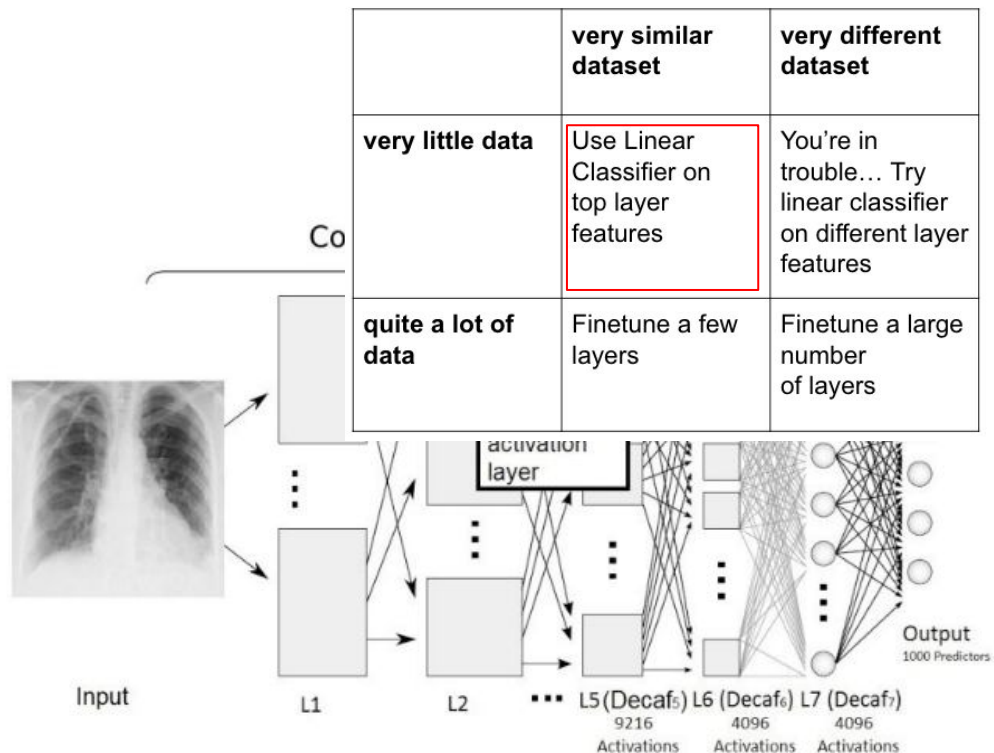 very similar
dataset
very different
dataset
very little data
Use Linear
Classifier on
top layer
features
You’re in
trouble… Try
linear classifier
on different layer
features
quite a lot of
data
Finetune a few
layers
Finetune a large
number
of layers
Co
activation
layer
Input
L1
L2
L5 (Decaf₅)
9216
Activations
L6 (Decaf₆)
4096
Activations
L7 (Decaf₇)
4096
Activations
Output
1000 Predictors